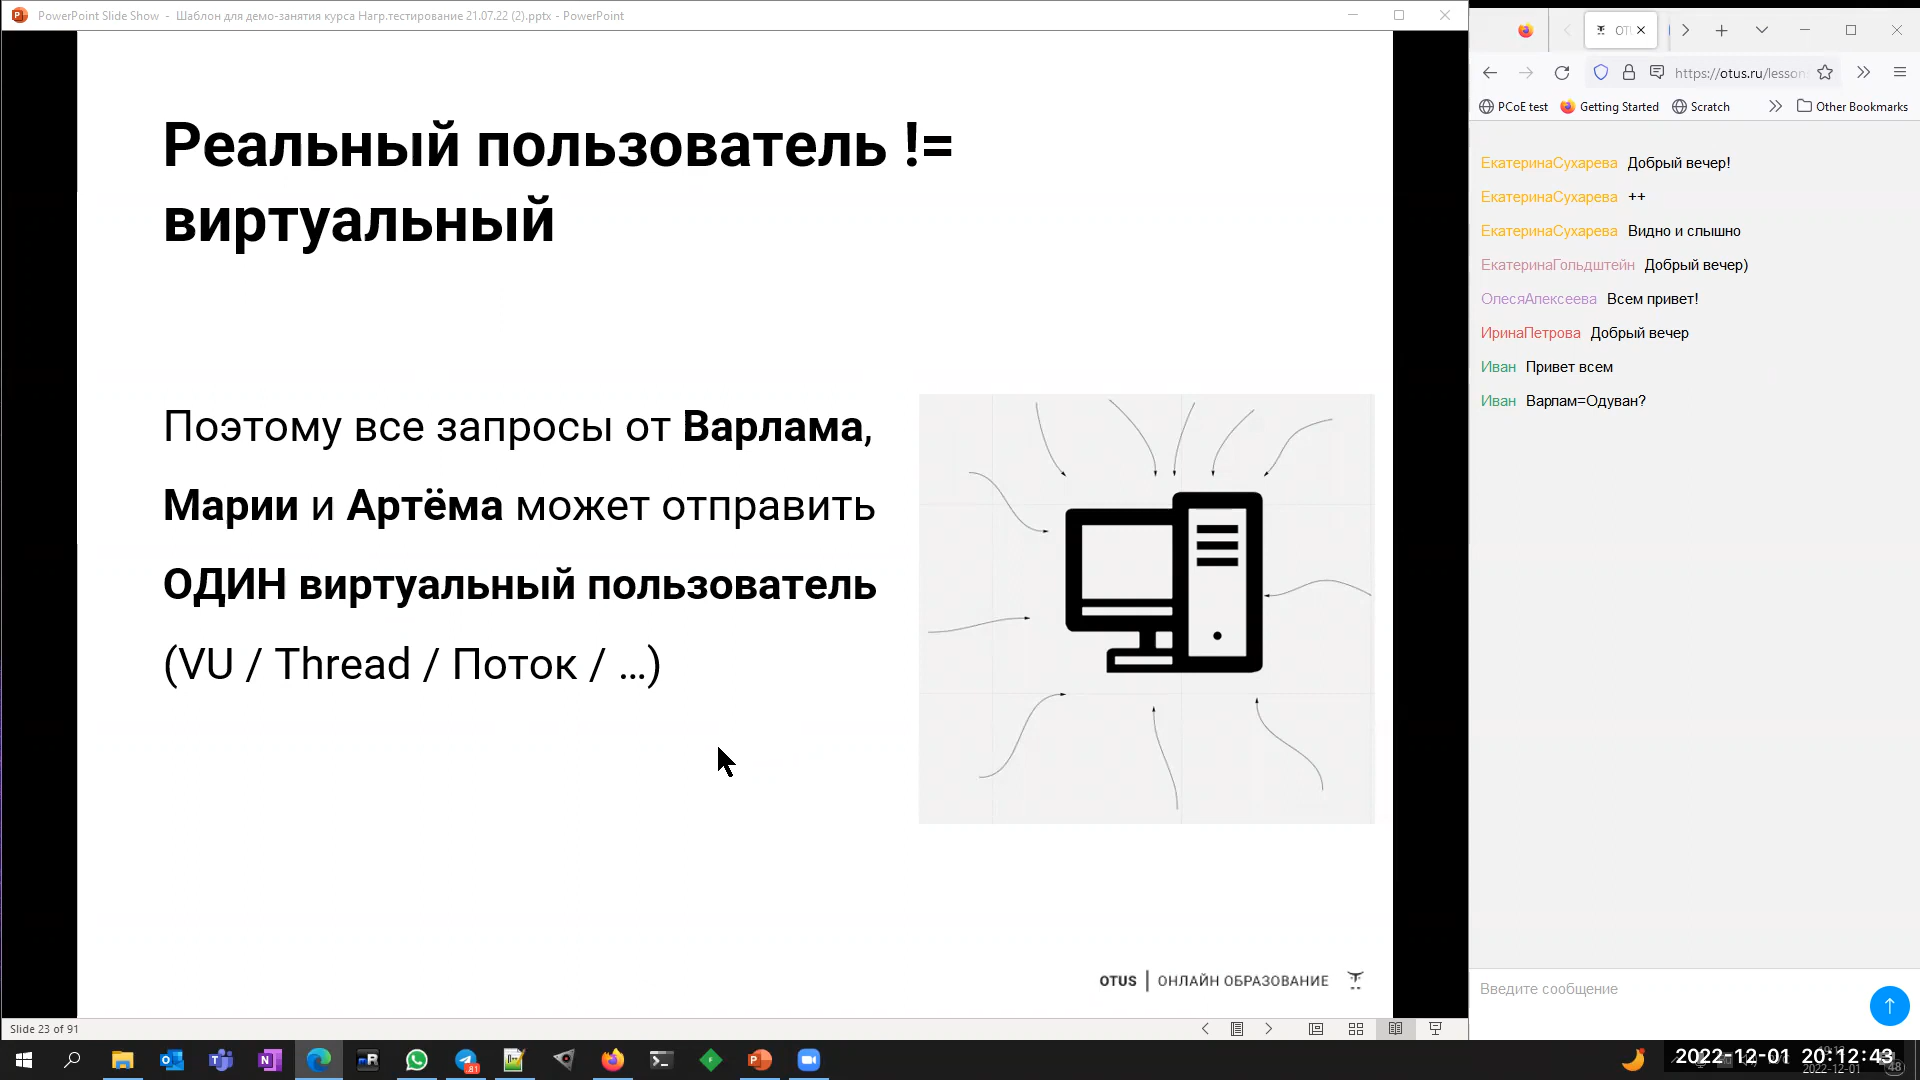 PowerPoint Slide Show - Шаблон для демо-занятия курса Нагр.тестирование 21.07.22 (2).pptx - PowerPoint
Реальный пользователь !=
виртуальный
Поэтому все запросы от Варлама,
Марии и Артёма может отправить
ОДИН виртуальный пользователь
(VU / Thread / Поток / ...)
OTUS | ОНЛАЙН ОБРАЗОВАНИЕ
Slide 23 of 91
https://otus.ru/lesson
PCoE test Getting Started Scratch Other Bookmarks
ЕкатеринаСухарева Добрый вечер!
ЕкатеринаСухарева ++
ЕкатеринаСухарева Видно и слышно
ЕкатеринаГольдштейн Добрый вечер)
ОлесяАлексеева Всем привет!
ИринаПетрова Добрый вечер
Иван Привет всем
Иван Варлам=Одуван?
Введите сообщение
2022-12-01 20:12:43